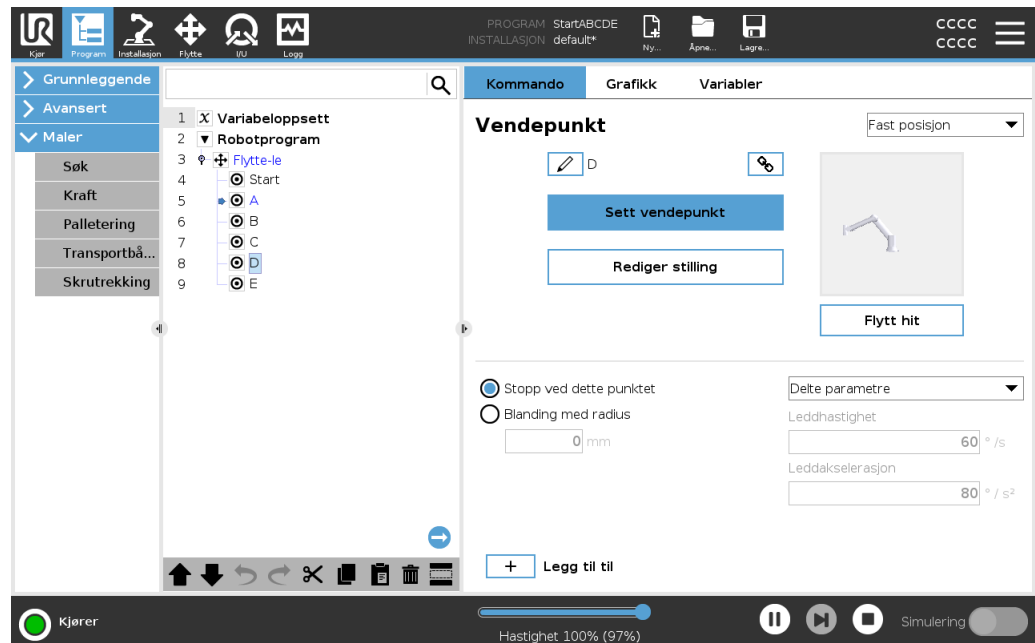 UR
PROGRAM StartABCDE
INSTALLASJON default*
Kjør Program Installasjon Flytte I/U Logg
Ny... Åpne... Lagre...
CCCC
CCCC
Grunnleggende
Avansert
Maler
Søk
Kraft
Palletering
Transportbå...
Skrutrekking
1 X Variabeloppsett
2 Robotprogram
3 Flytte-le
4 Start
5 A
6 B
7 C
8 D
9 E
Kommando Grafikk Variabler
Vendepunkt
Fast posisjon
D
Sett vendepunkt
Rediger stilling
Flytt hit
Stopp ved dette punktet
Blanding med radius
0 mm
Delte parametre
Leddhastighet
60 ° /s
Leddakselerasjon
80 ° / s²
+ Legg til til
Kjører
Hastighet 100% (97%)
Simulering